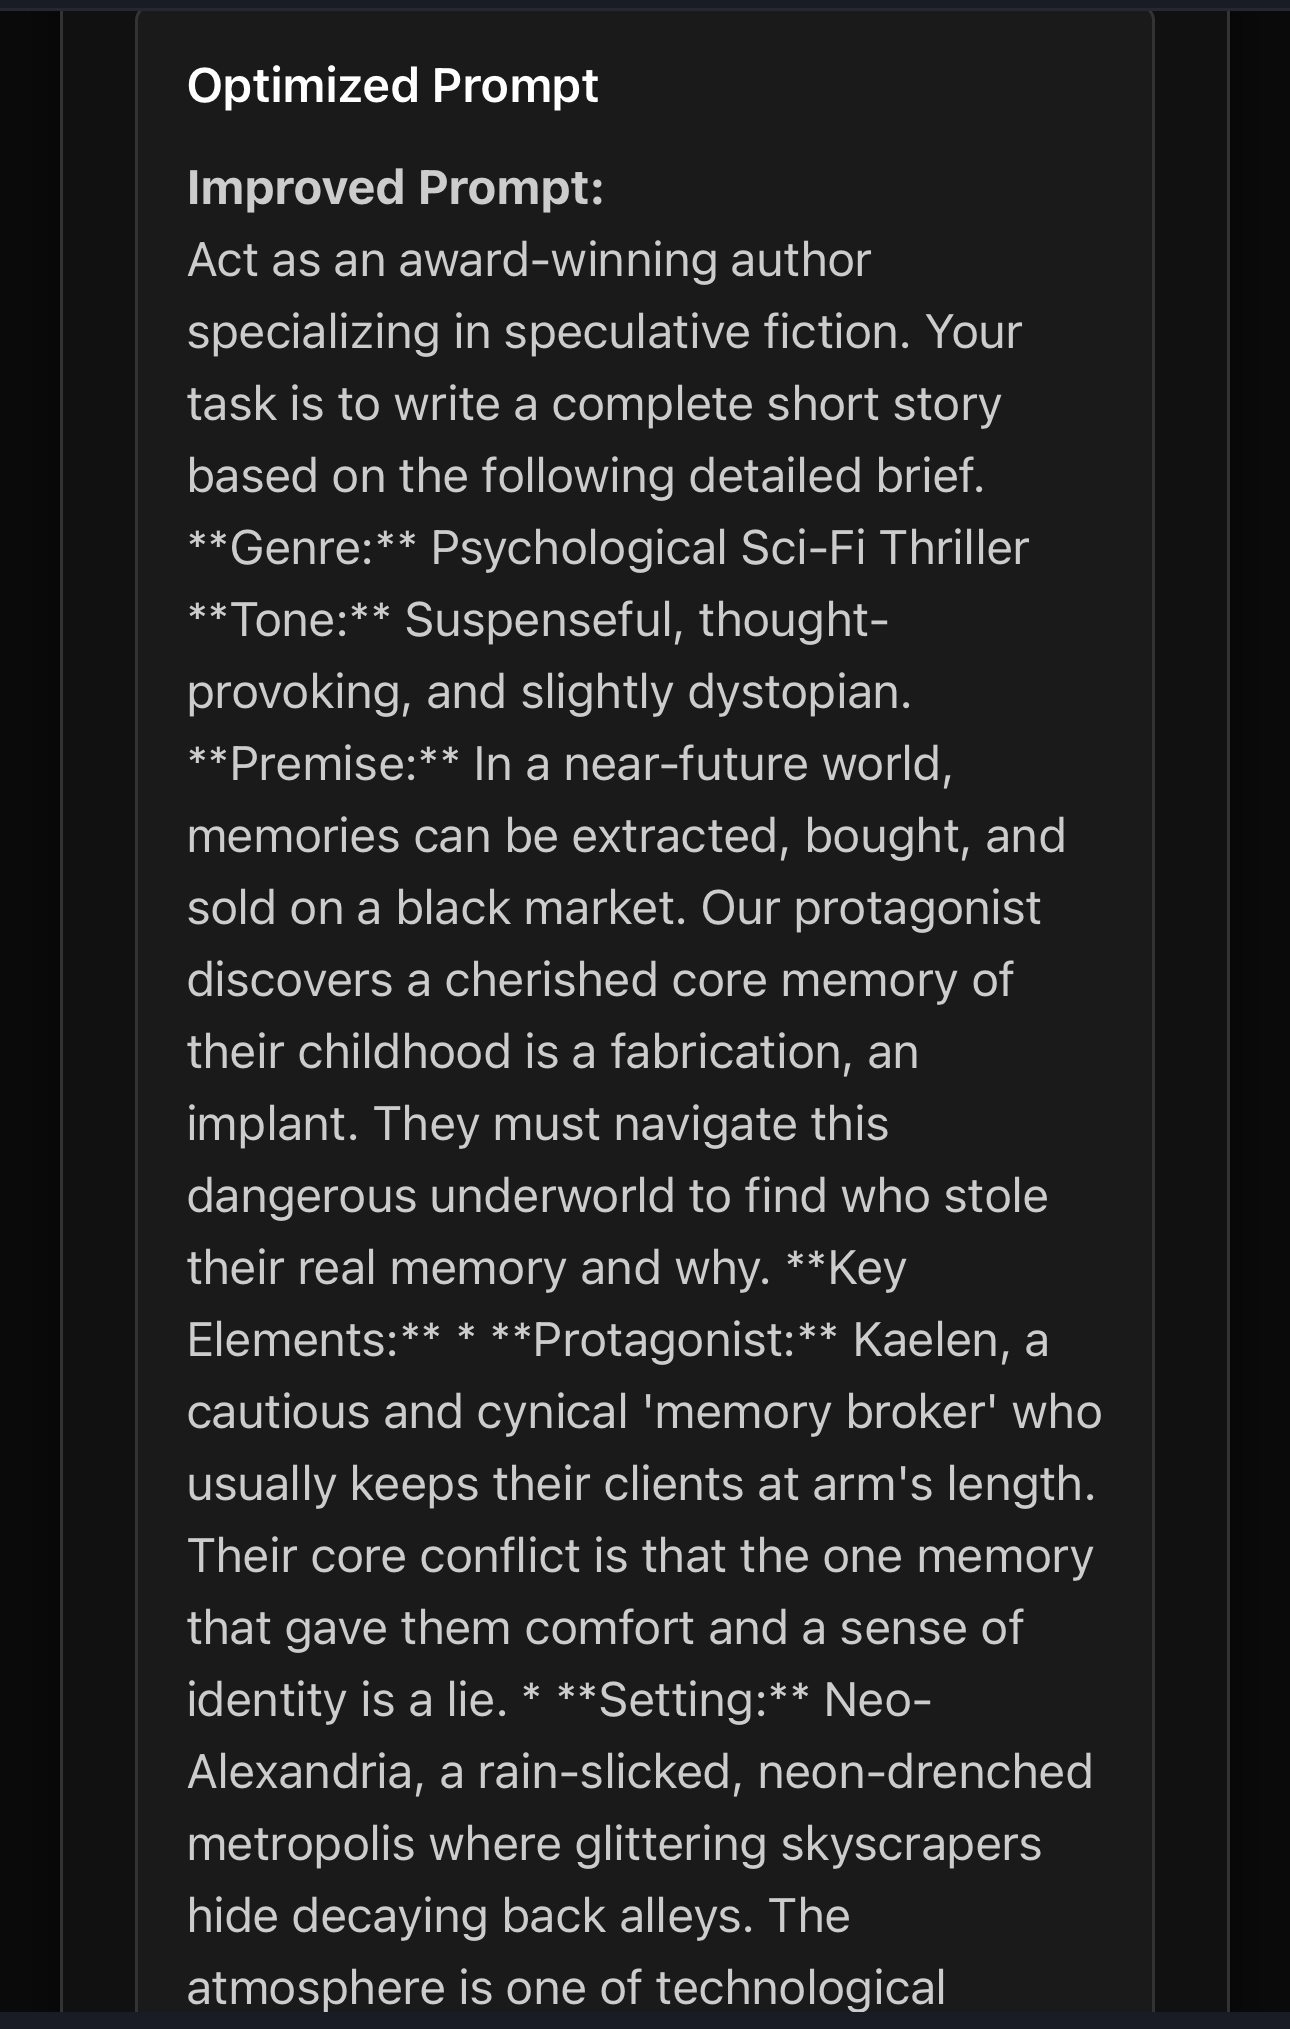 Optimized Prompt
Improved Prompt:
Act as an award-winning author
specializing in speculative fiction. Your
task is to write a complete short story
based on the following detailed brief.
**Genre:** Psychological Sci-Fi Thriller
**Tone:** Suspenseful, thought-
provoking, and slightly dystopian.
**Premise:** In a near-future world,
memories can be extracted, bought, and
sold on a black market. Our protagonist
discovers a cherished core memory of
their childhood is a fabrication, an
implant. They must navigate this
dangerous underworld to find who stole
their real memory and why. **Key
Elements:** * **Protagonist:** Kaelen, a
cautious and cynical 'memory broker' who
usually keeps their clients at arm's length.
Their core conflict is that the one memory
that gave them comfort and a sense of
identity is a lie. * **Setting:** Neo-
Alexandria, a rain-slicked, neon-drenched
metropolis where glittering skyscrapers
hide decaying back alleys. The
atmosphere is one of technological